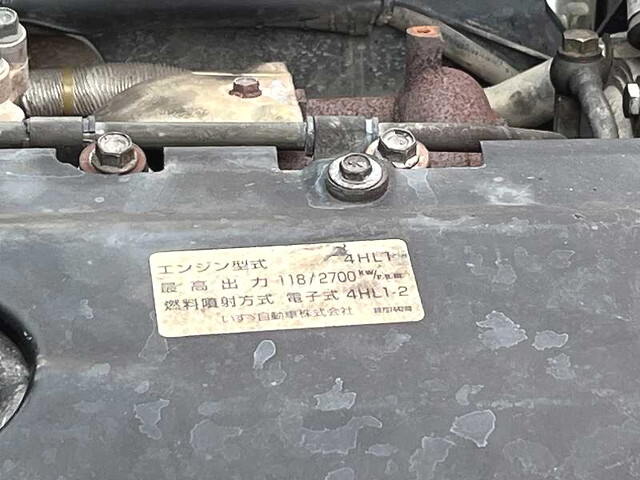 エンジン型式 4HL1
最高出力 118/2700 kW/r.p.m
燃料噴射方式 電子式 4HL1-2
いすゞ自動車株式会社